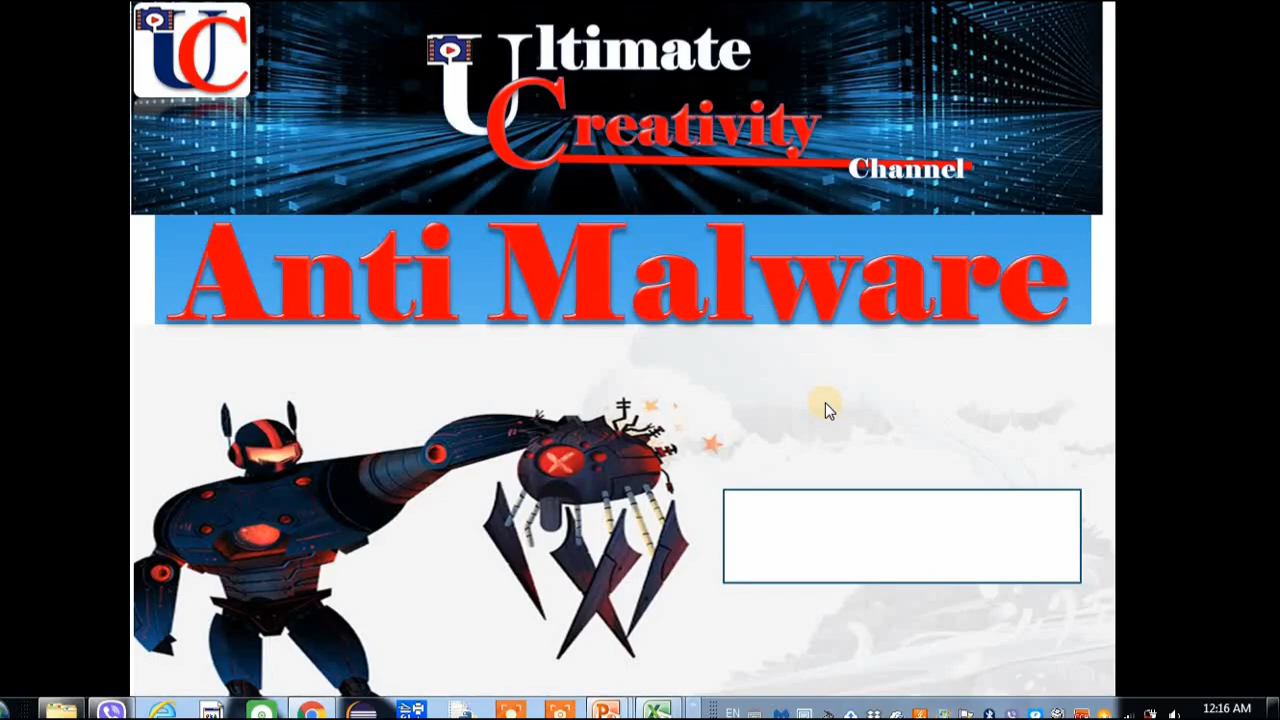 UC
Ultimate
Creativity
Channel
Anti Malware
EN
12:16 AM